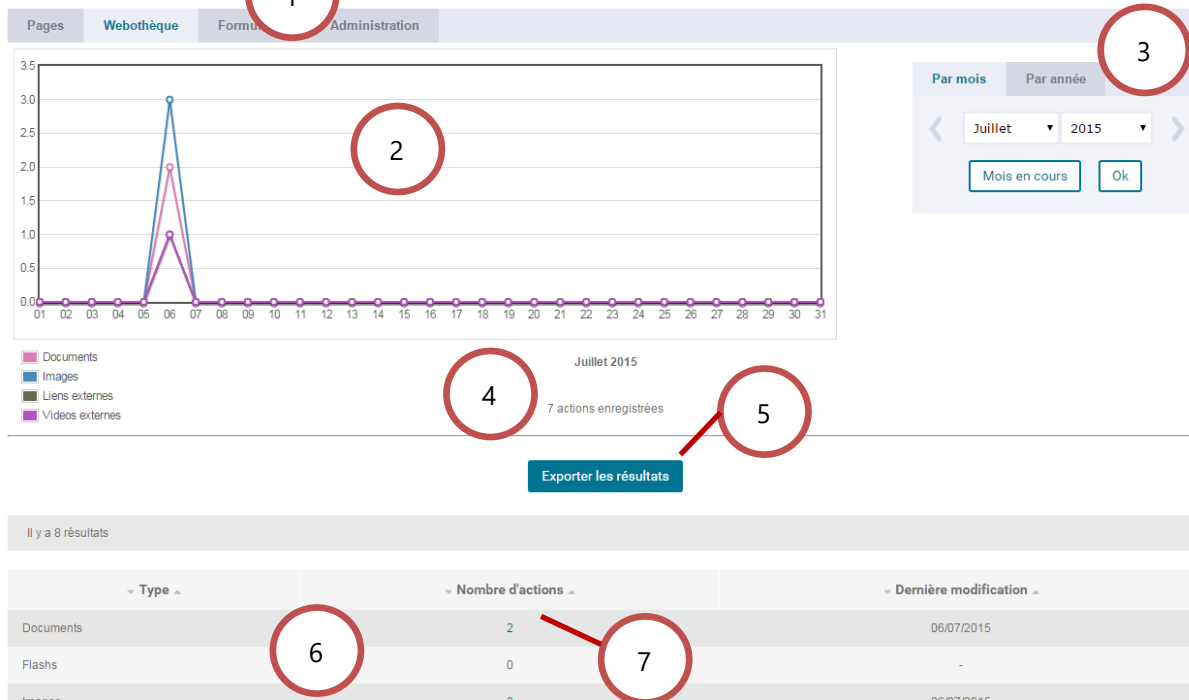 Pages Webothèque Administration
3
3.5
3.0
2.5
2.0
1.5
1.0
0.5
0.0
01 02 03 04 05 06 07 08 09 10 11 12 13 14 15 16 17 18 19 20 21 22 23 24 25 26 27 28 29 30 31
2
Par mois Par année
Juillet 2015
Mois en cours Ok
Documents
Images
Liens externes
Videos externes
Juillet 2015
4
7 actions enregistrées
5
Exporter les résultats
Il y a 8 résultats
Type Nombre d'actions Dernière modification
Documents 2 06/07/2015
6
7
Flashs 0 -